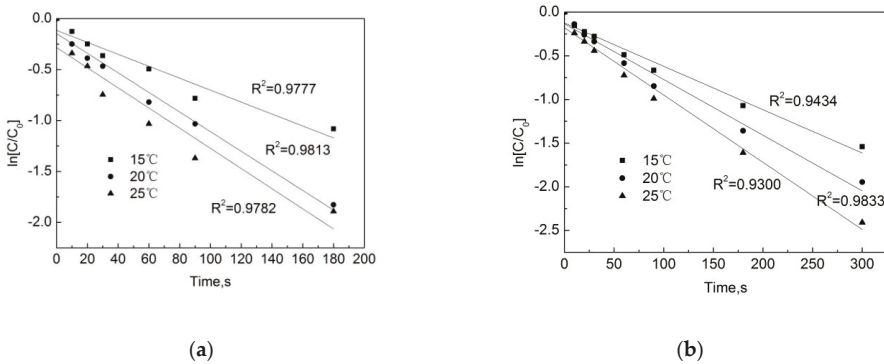 0.0
-0.5
-1.0
-1.5
-2.0
ln[C/C₀]
R²=0.9777
R²=0.9813
R²=0.9782
15℃
20℃
25℃
0 20 40 60 80 100 120 140 160 180 200
Time,s
(a)
0.0
-0.5
-1.0
-1.5
-2.0
-2.5
ln[C/C₀]
R²=0.9434
R²=0.9300
R²=0.9833
15℃
20℃
25℃
0 50 100 150 200 250 300
Time,s
(b)